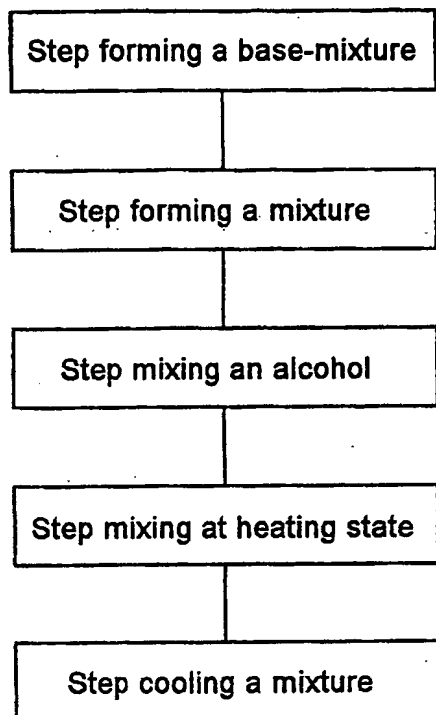 Step forming a base-mixture
Step forming a mixture
Step mixing an alcohol
Step mixing at heating state
Step cooling a mixture